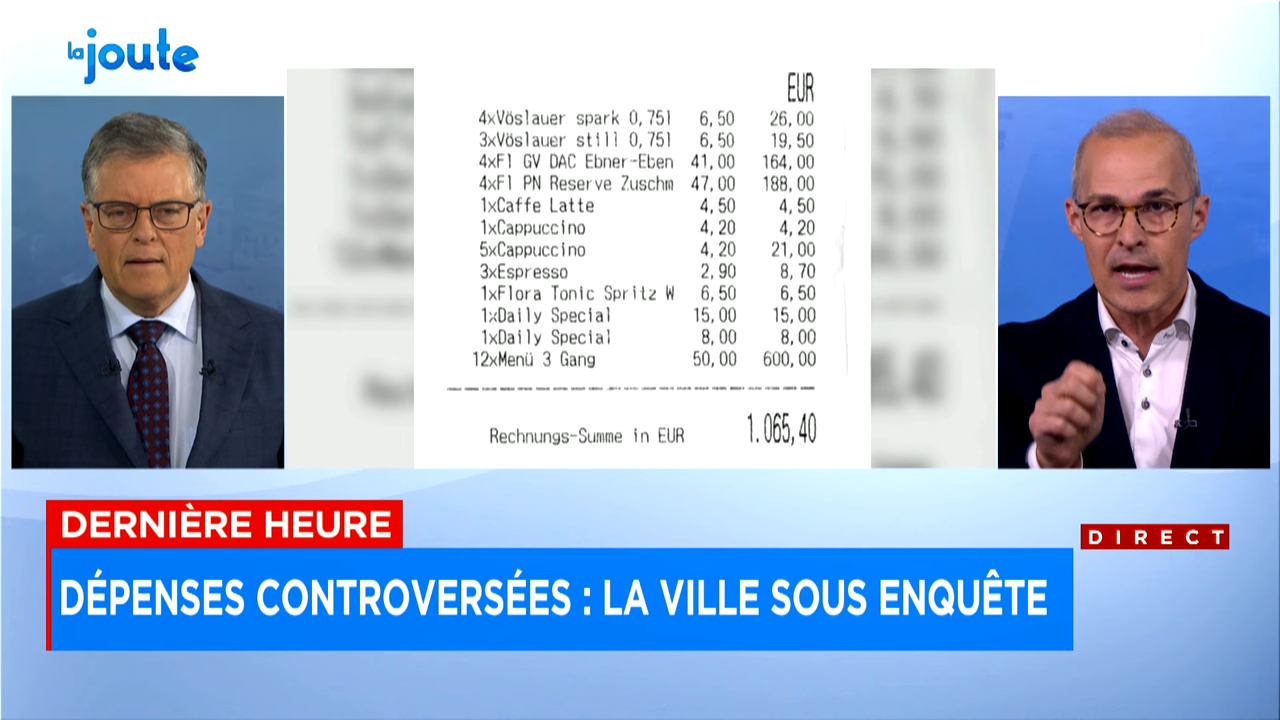 la joute
EUR
4xVöslauer spark 0,75l 6,50 26,00
3xVöslauer still 0,75l 6,50 19,50
4xFl GV DAC Ebner-Eben 41,00 164,00
4xFl PN Reserve Zuschm 47,00 188,00
1xCaffe Latte 4,50 4,50
1xCappuccino 4,20 4,20
5xCappuccino 4,20 21,00
3xEspresso 2,90 8,70
1xFlora Tonic Spritz W 6,50 6,50
1xDaily Special 15,00 15,00
1xDaily Special 8,00 8,00
12xMenü 3 Gang 50,00 600,00
Rechnungs-Summe in EUR 1.065,40
DERNIÈRE HEURE
DIRECT
DÉPENSES CONTROVERSÉES : LA VILLE SOUS ENQUÊTE